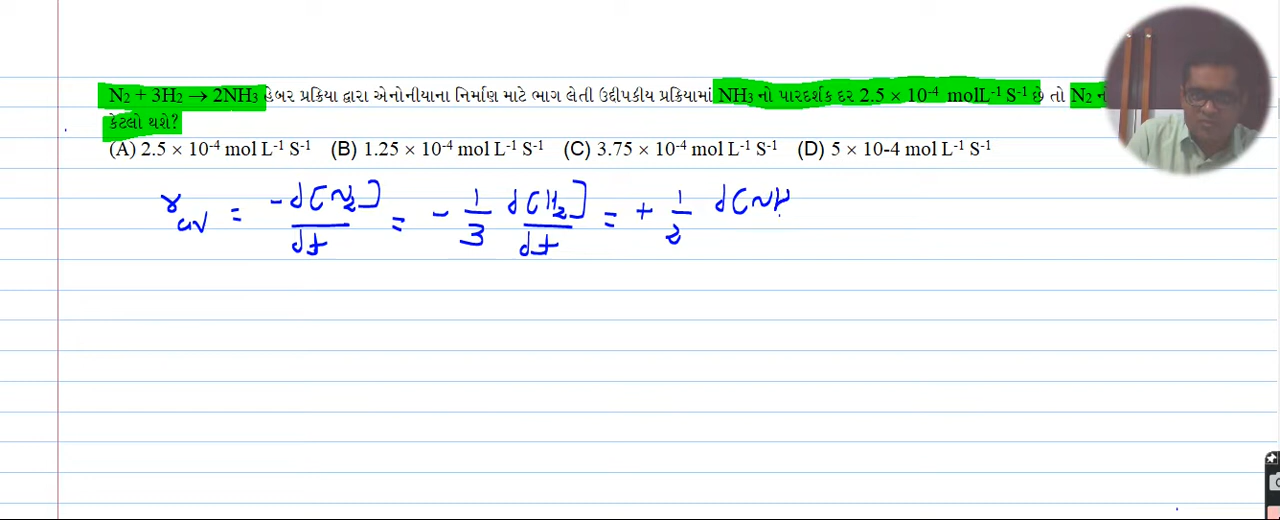 N2 + 3H2 → 2NH3 હેબર પ્રક્રિયા દ્વારા એનોનીયાના નિર્માણ માટે ભાગ લેતી ઉદ્દીપકીય પ્રક્રિયામાં NH3 નો પારદર્શક દર 2.5 × 10⁻⁴ molL⁻¹ S⁻¹ છે તો N2 નો
કેટલો થશે?
(A) 2.5 × 10⁻⁴ mol L⁻¹ S⁻¹ (B) 1.25 × 10⁻⁴ mol L⁻¹ S⁻¹ (C) 3.75 × 10⁻⁴ mol L⁻¹ S⁻¹ (D) 5 × 10-4 mol L⁻¹ S⁻¹
r_av = -d[N2]/dt = - 1/3 d[H2]/dt = + 1/2 d[NH